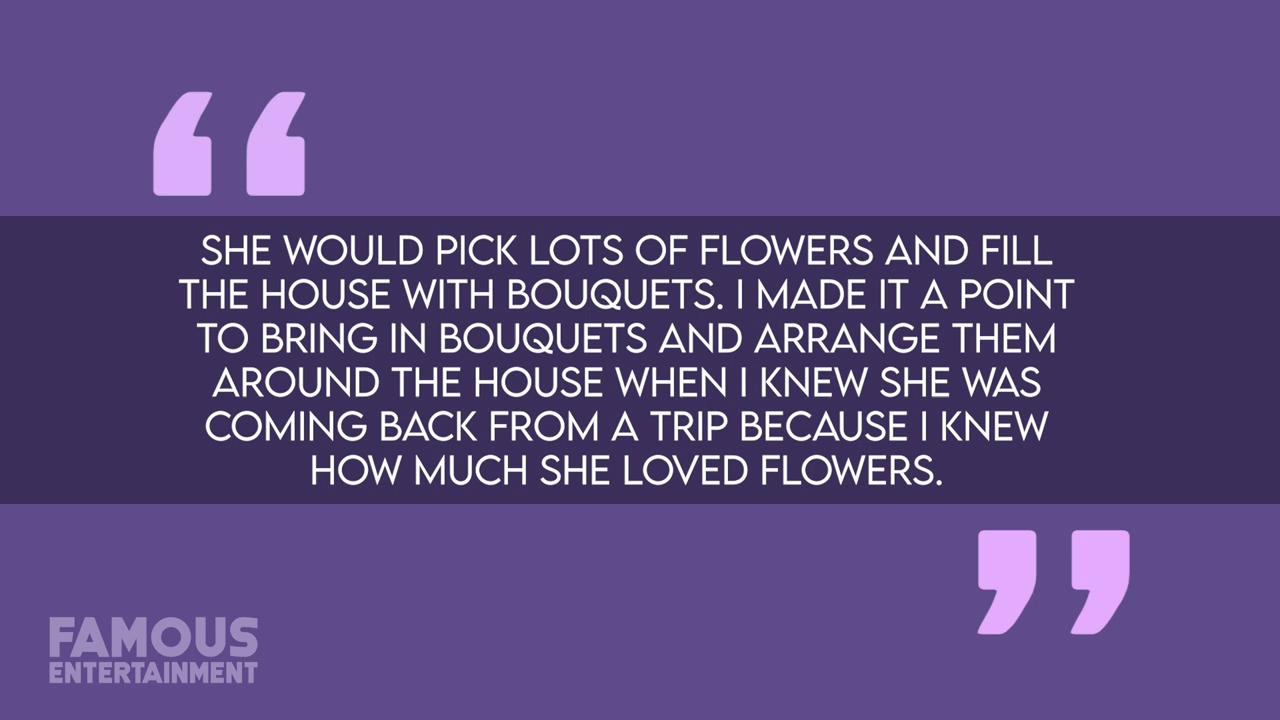 “
SHE WOULD PICK LOTS OF FLOWERS AND FILL
THE HOUSE WITH BOUQUETS. I MADE IT A POINT
TO BRING IN BOUQUETS AND ARRANGE THEM
AROUND THE HOUSE WHEN I KNEW SHE WAS
COMING BACK FROM A TRIP BECAUSE I KNEW
HOW MUCH SHE LOVED FLOWERS.
”
FAMOUS
ENTERTAINMENT